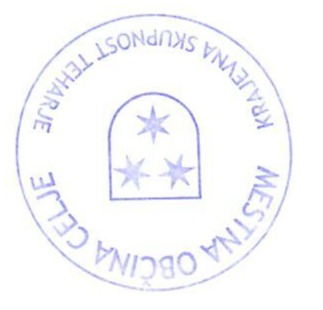 MESTNA OBČINA CELJE
KRAJEVNA SKUPNOST TEHARJE